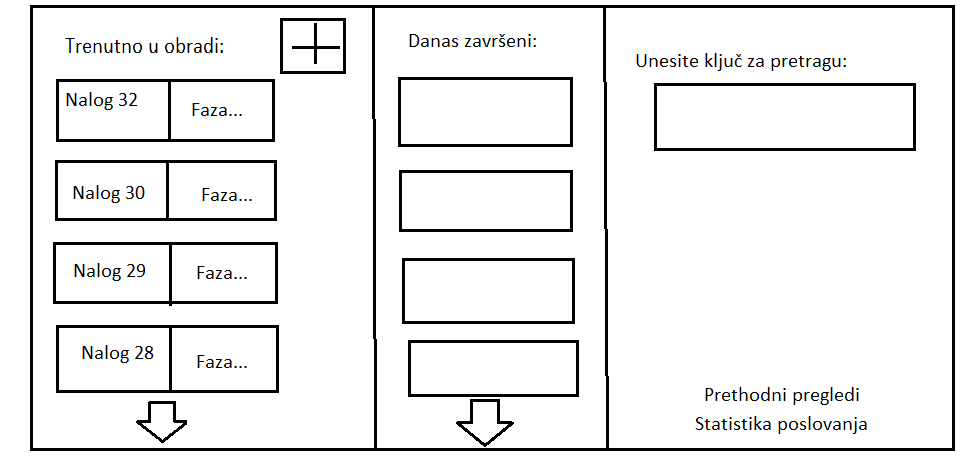 Trenutno u obradi:
Nalog 32
Faza...
Nalog 30
Faza...
Nalog 29
Faza...
Nalog 28
Faza...
Danas završeni:
Unesite ključ za pretragu:
Prethodni pregledi
Statistika poslovanja